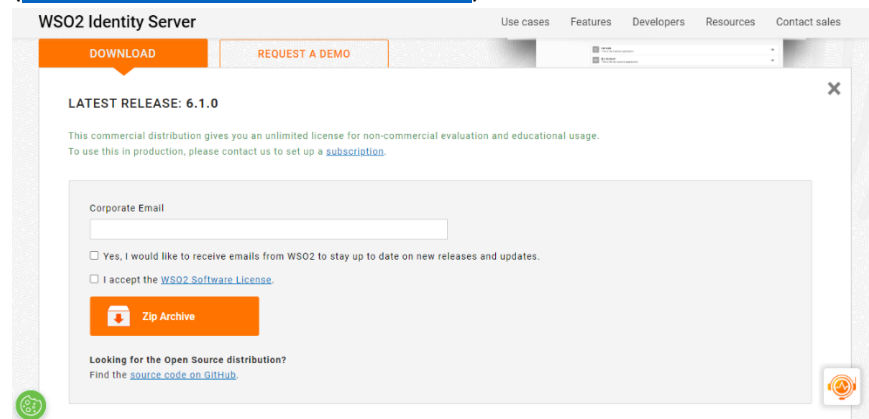 WSO2 Identity Server
Use cases Features Developers Resources Contact sales
DOWNLOAD REQUEST A DEMO
LATEST RELEASE: 6.1.0
This commercial distribution gives you an unlimited license for non-commercial evaluation and educational usage.
To use this in production, please contact us to set up a subscription.
Corporate Email
Yes, I would like to receive emails from WSO2 to stay up to date on new releases and updates.
I accept the WSO2 Software License.
Zip Archive
Looking for the Open Source distribution?
Find the source code on GitHub.